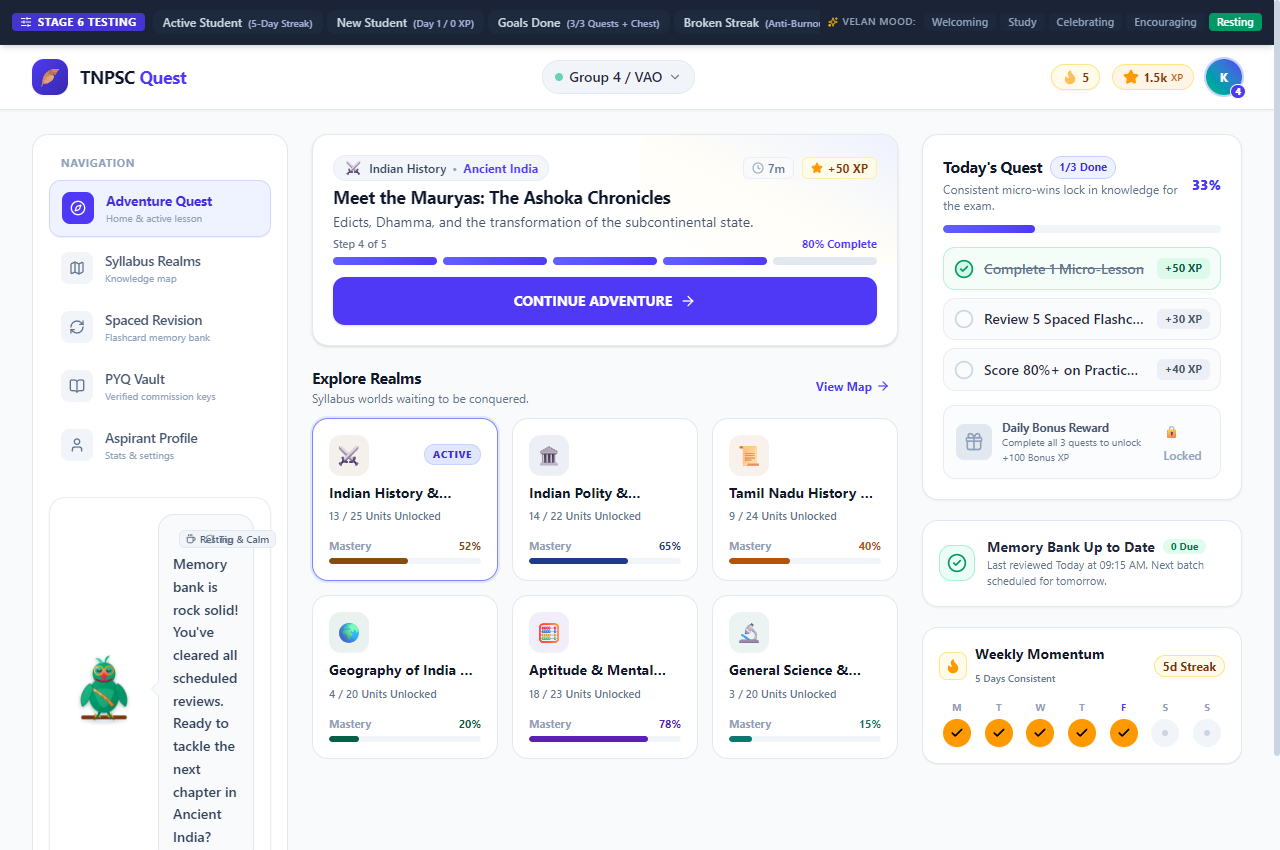 STAGE 6 TESTING
Active Student (5-Day Streak)
New Student (Day 1 / 0 XP)
Goals Done (3/3 Quests + Chest)
Broken Streak (Anti-Burnou
VELAN MOOD:
Welcoming
Study
Celebrating
Encouraging
Resting
TNPSC Quest
Group 4 / VAO
5
1.5k XP
K
4
NAVIGATION
Adventure Quest
Home & active lesson
Syllabus Realms
Knowledge map
Spaced Revision
Flashcard memory bank
PYQ Vault
Verified commission keys
Aspirant Profile
Stats & settings
Resting & Calm
Memory
bank is
rock solid!
You've
cleared all
scheduled
reviews.
Ready to
tackle the
next
chapter in
Ancient
India?
Indian History • Ancient India
7m
+50 XP
Meet the Mauryas: The Ashoka Chronicles
Edicts, Dhamma, and the transformation of the subcontinental state.
Step 4 of 5
80% Complete
CONTINUE ADVENTURE →
Explore Realms
Syllabus worlds waiting to be conquered.
View Map →
ACTIVE
Indian History &...
13 / 25 Units Unlocked
Mastery 52%
Indian Polity &...
14 / 22 Units Unlocked
Mastery 65%
Tamil Nadu History ...
9 / 24 Units Unlocked
Mastery 40%
Geography of India ...
4 / 20 Units Unlocked
Mastery 20%
Aptitude & Mental...
18 / 23 Units Unlocked
Mastery 78%
General Science &...
3 / 20 Units Unlocked
Mastery 15%
Today's Quest 1/3 Done
Consistent micro-wins lock in knowledge for
the exam.
33%
Complete 1 Micro-Lesson +50 XP
Review 5 Spaced Flashc... +30 XP
Score 80%+ on Practic... +40 XP
Daily Bonus Reward
Complete all 3 quests to unlock
+100 Bonus XP
Locked
Memory Bank Up to Date 0 Due
Last reviewed Today at 09:15 AM. Next batch
scheduled for tomorrow.
Weekly Momentum
5 Days Consistent
5d Streak
M T W T F S S